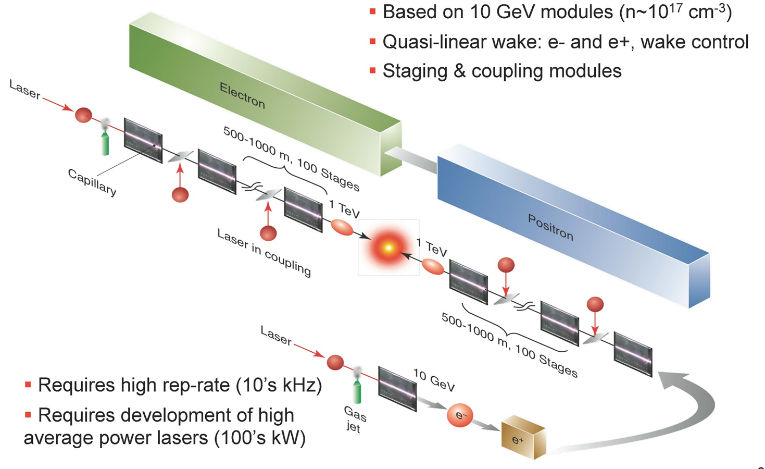 ▪ Based on 10 GeV modules (n~10¹⁷ cm⁻³)
▪ Quasi-linear wake: e- and e+, wake control
▪ Staging & coupling modules
Electron
Laser
500-1000 m, 100 Stages
Capillary
1 TeV
Positron
Laser in coupling
1 TeV
500-1000 m, 100 Stages
Laser
10 GeV
Gas
jet
e⁻
e⁺
▪ Requires high rep-rate (10's kHz)
▪ Requires development of high
average power lasers (100's kW)